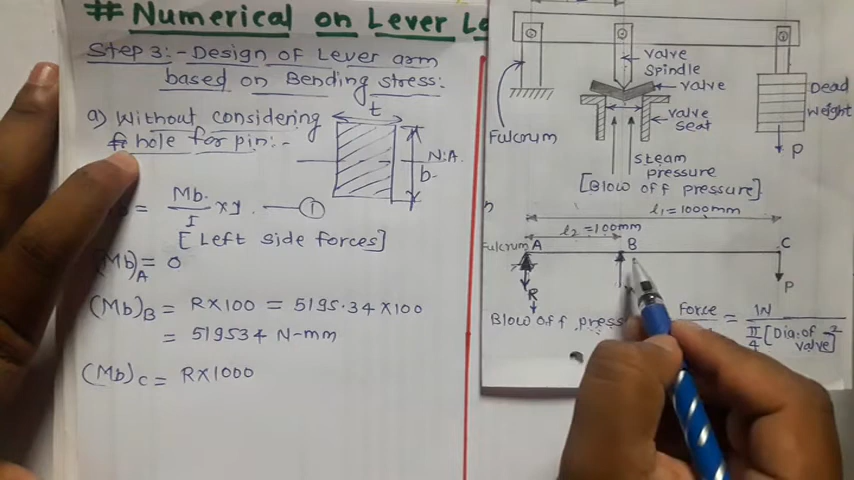 # Numerical on Lever
Step 3:- Design of Lever arm
based on Bending stress:
a) Without considering
hole for pin:-
t
N.A.
b
= Mb/I × y — ①
[Left side forces]
(Mb)A = 0
(Mb)B = R×100 = 5195.34×100
= 519534 N-mm
(Mb)C = R×1000
valve
spindle
valve
Dead
weight
valve
seat
Fulcrum
steam
pressure
P
[Blow off pressure]
l₁=1000mm
l₂=100mm
Fulcrum A
B
C
R
P
Blow off press
Force = IN
π/4 [Dia. of valve]²